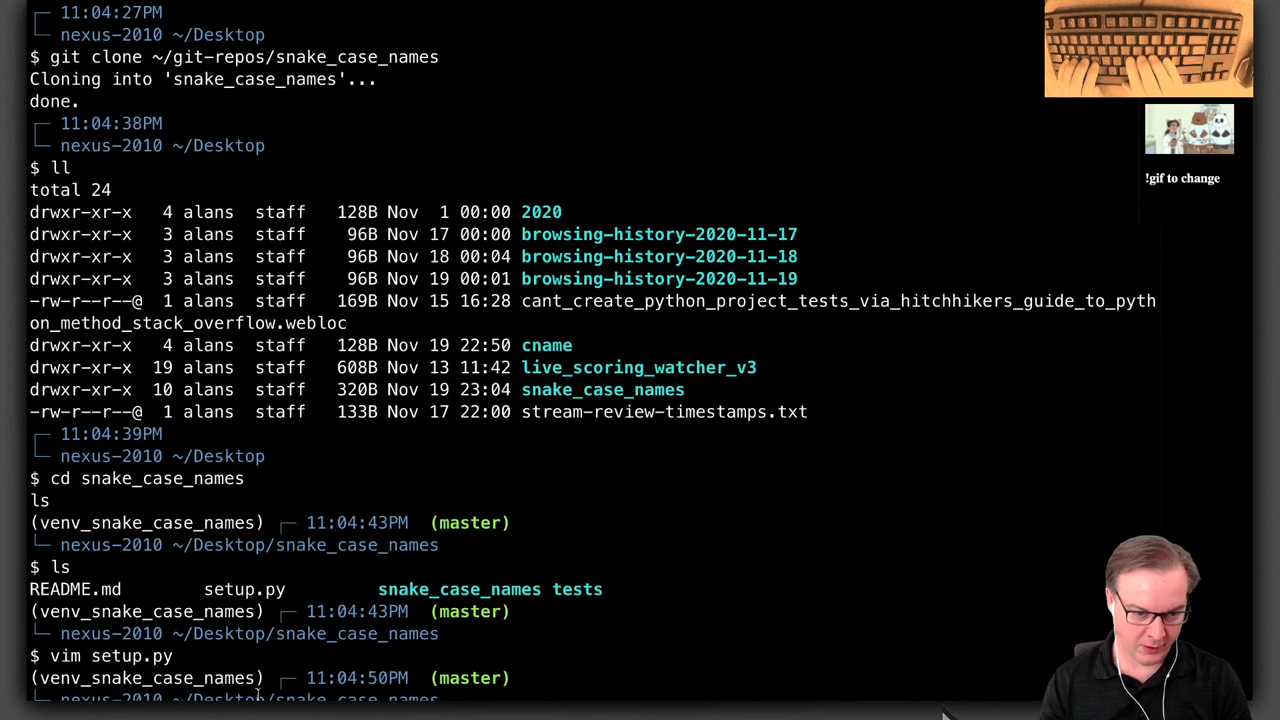 ┌─ 11:04:27PM
└─ nexus-2010 ~/Desktop
$ git clone ~/git-repos/snake_case_names
Cloning into 'snake_case_names'...
done.
┌─ 11:04:38PM
└─ nexus-2010 ~/Desktop
$ ll
total 24
drwxr-xr-x   4 alans  staff   128B Nov  1 00:00 2020
drwxr-xr-x   3 alans  staff    96B Nov 17 00:00 browsing-history-2020-11-17
drwxr-xr-x   3 alans  staff    96B Nov 18 00:04 browsing-history-2020-11-18
drwxr-xr-x   3 alans  staff    96B Nov 19 00:01 browsing-history-2020-11-19
-rw-r--r--@  1 alans  staff   169B Nov 15 16:28 cant_create_python_project_tests_via_hitchhikers_guide_to_pyth
on_method_stack_overflow.webloc
drwxr-xr-x   4 alans  staff   128B Nov 19 22:50 cname
drwxr-xr-x  19 alans  staff   608B Nov 13 11:42 live_scoring_watcher_v3
drwxr-xr-x  10 alans  staff   320B Nov 19 23:04 snake_case_names
-rw-r--r--@  1 alans  staff   133B Nov 17 22:00 stream-review-timestamps.txt
┌─ 11:04:39PM
└─ nexus-2010 ~/Desktop
$ cd snake_case_names
ls
(venv_snake_case_names) ┌─ 11:04:43PM  (master)
└─ nexus-2010 ~/Desktop/snake_case_names
$ ls
README.md        setup.py         snake_case_names tests
(venv_snake_case_names) ┌─ 11:04:43PM  (master)
└─ nexus-2010 ~/Desktop/snake_case_names
$ vim setup.py
(venv_snake_case_names) ┌─ 11:04:50PM  (master)
└─ nexus-2010 ~/Desktop/snake_case_names
!gif to change